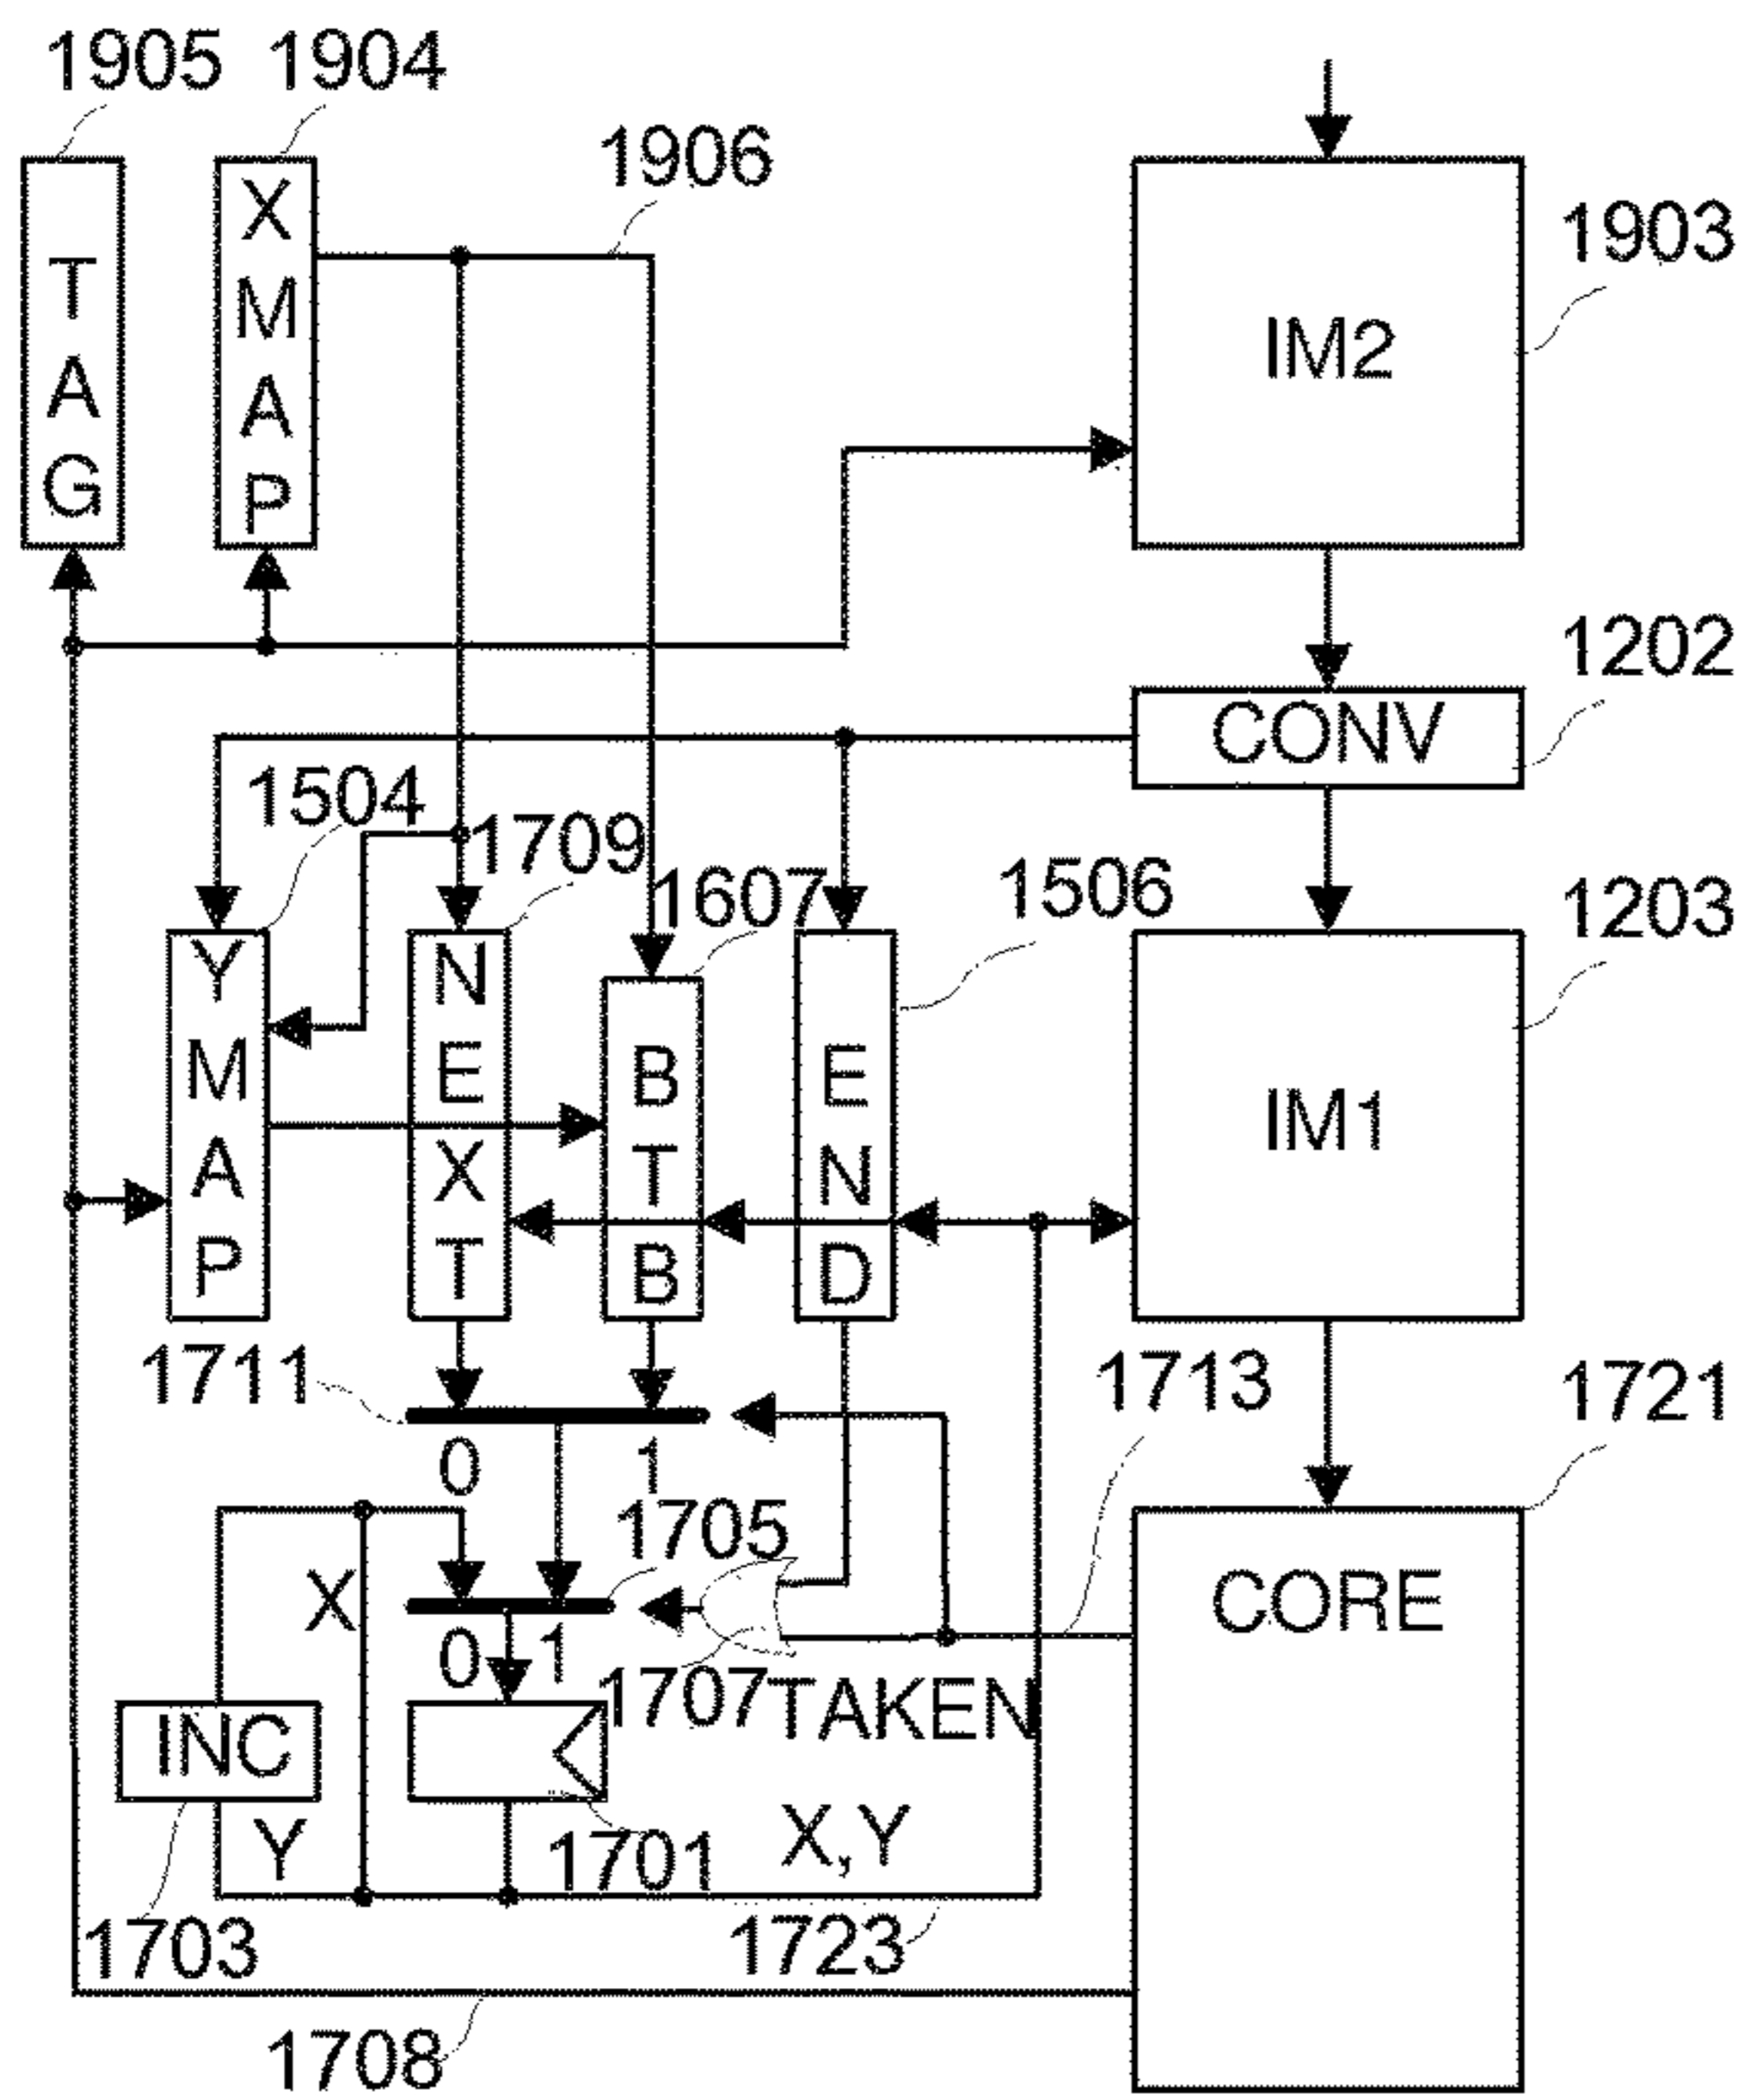 1905 1904
1906
XMAP
TAG
IM2
1903
1202
CONV
1504
1709
1607
1506
1203
YMAP
NEXT
BTB
END
IM1
1711
1713
1721
0 1
1705
X
CORE
0 1
1707
TAKEN
INC
Y
1701
X,Y
1703
1723
1708